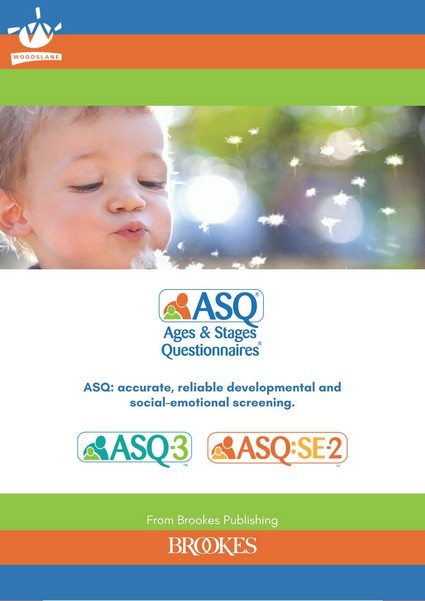 WOODSLANE
ASQ®
Ages & Stages
Questionnaires®
ASQ: accurate, reliable developmental and
social-emotional screening.
ASQ-3™
ASQ:SE-2™
From Brookes Publishing
BROOKES